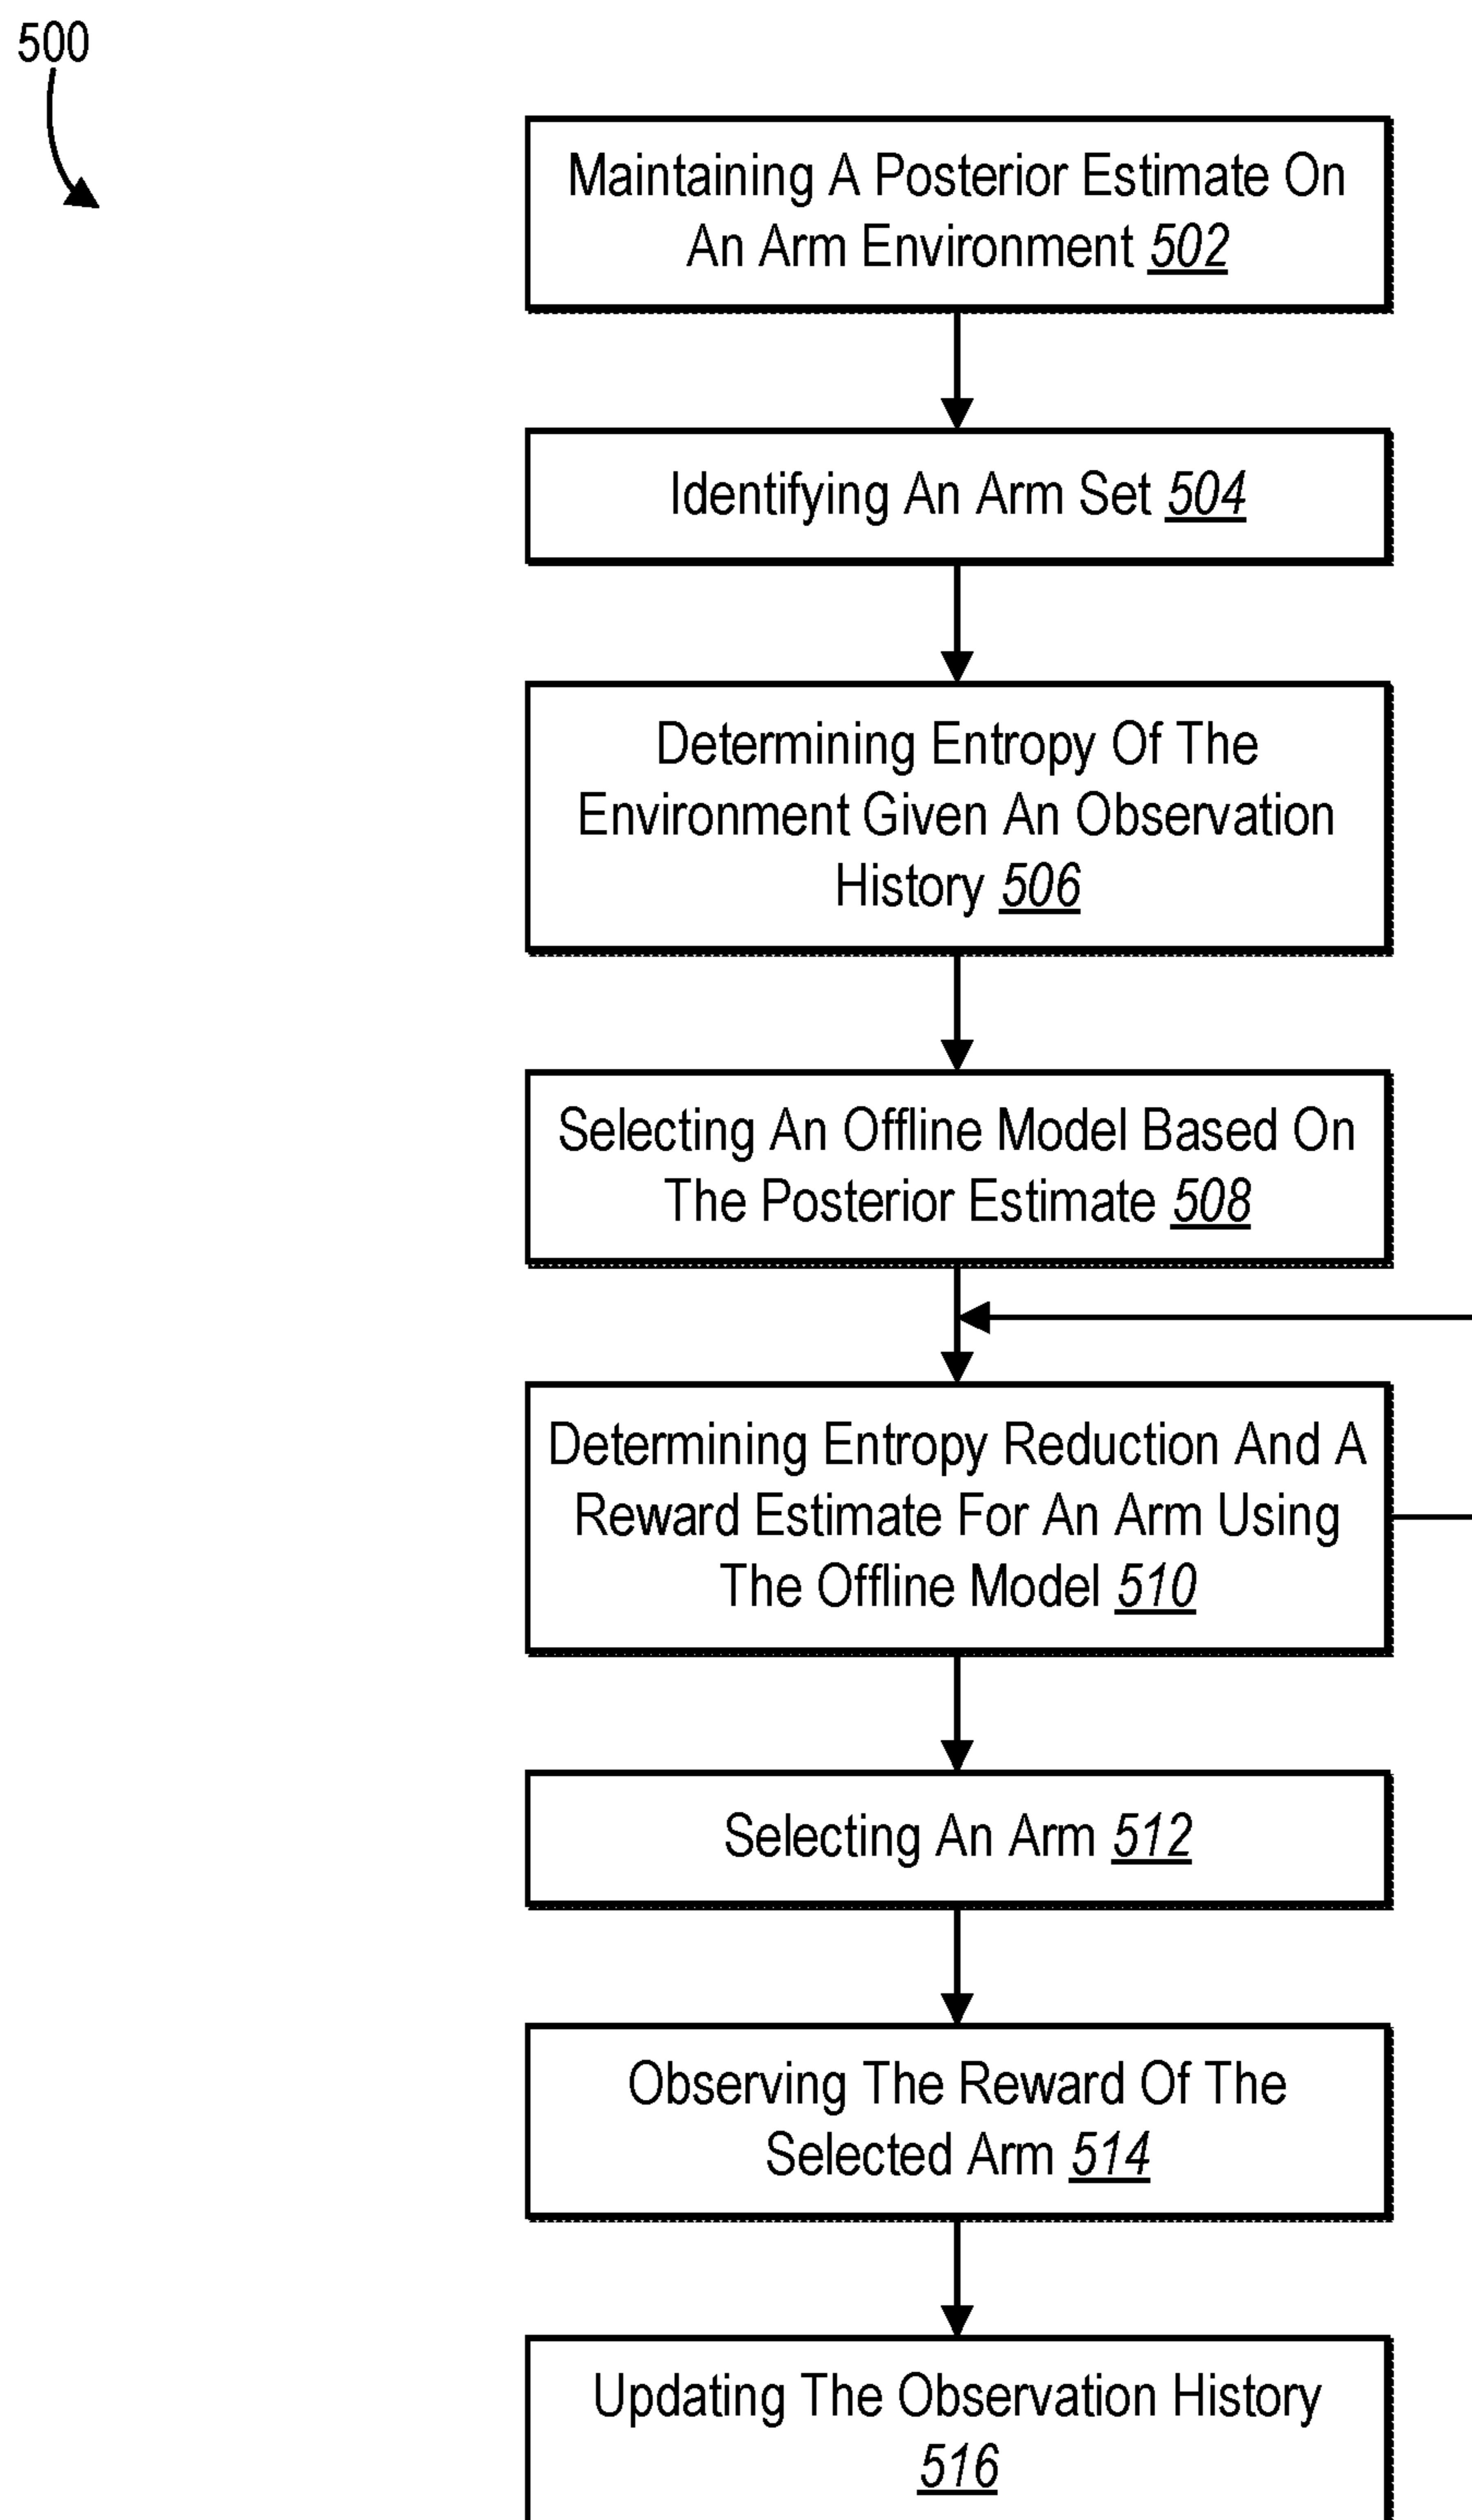 500
Maintaining A Posterior Estimate On
An Arm Environment 502
Identifying An Arm Set 504
Determining Entropy Of The
Environment Given An Observation
History 506
Selecting An Offline Model Based On
The Posterior Estimate 508
Determining Entropy Reduction And A
Reward Estimate For An Arm Using
The Offline Model 510
Selecting An Arm 512
Observing The Reward Of The
Selected Arm 514
Updating The Observation History
516